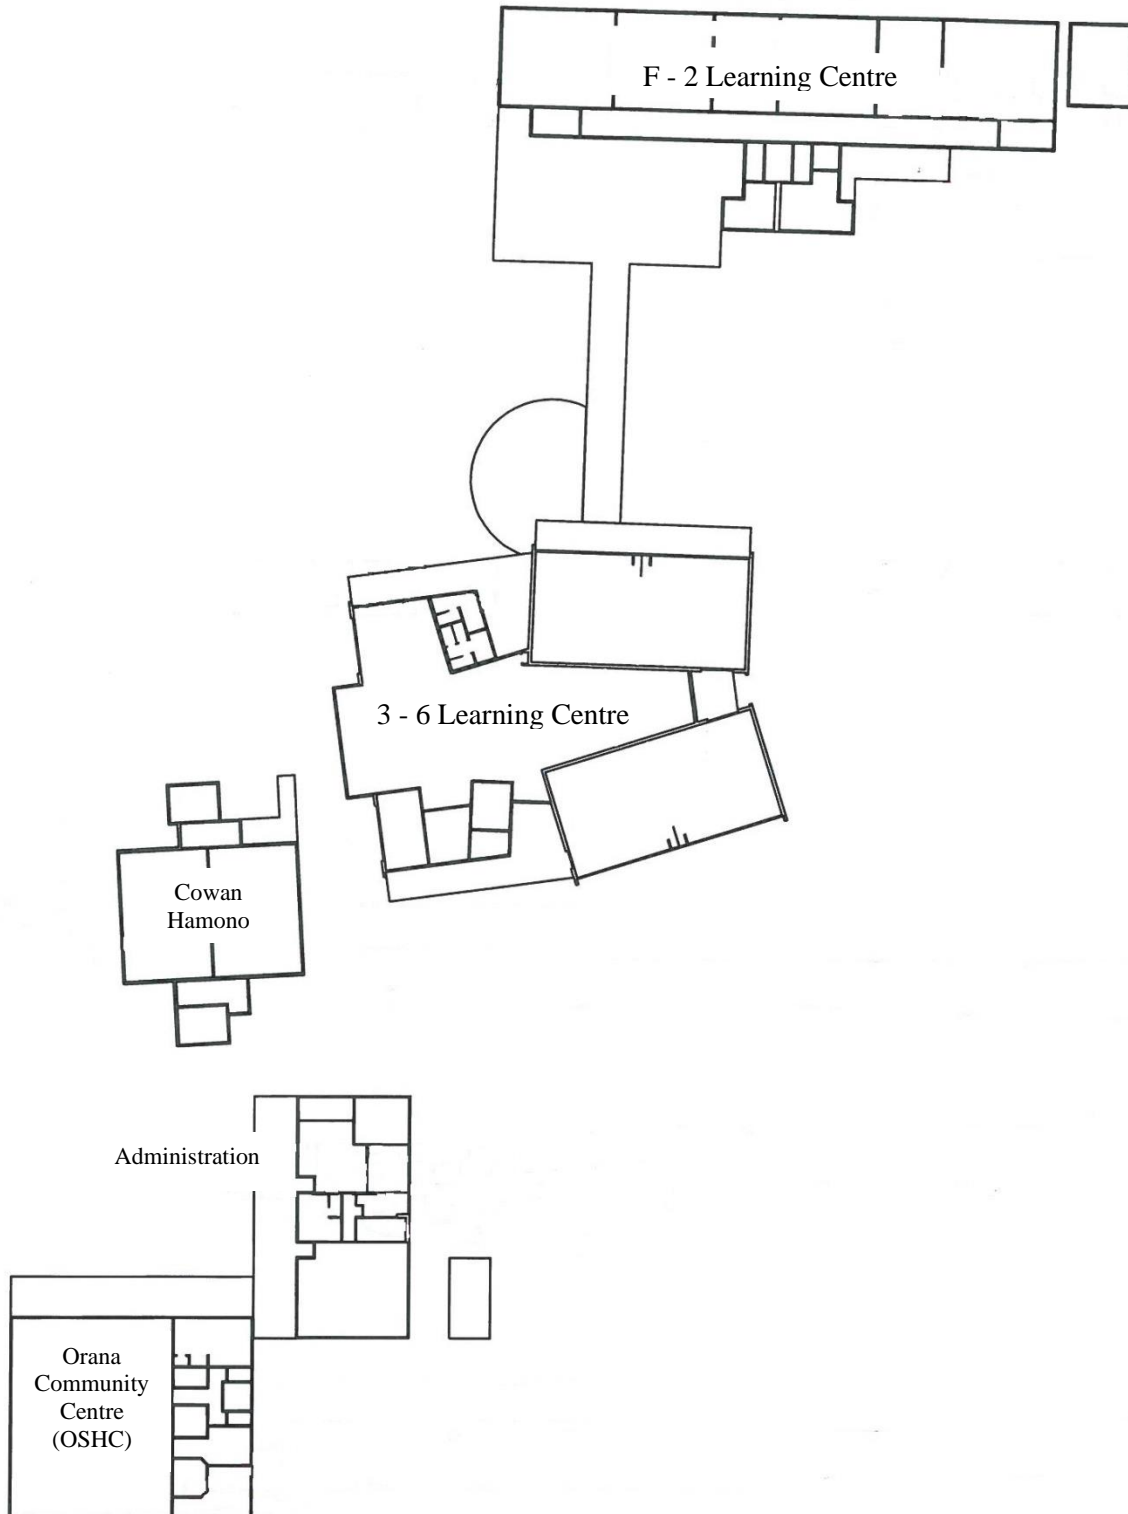 F - 2 Learning Centre
3 - 6 Learning Centre
Cowan
Hamono
Administration
Orana
Community
Centre
(OSHC)